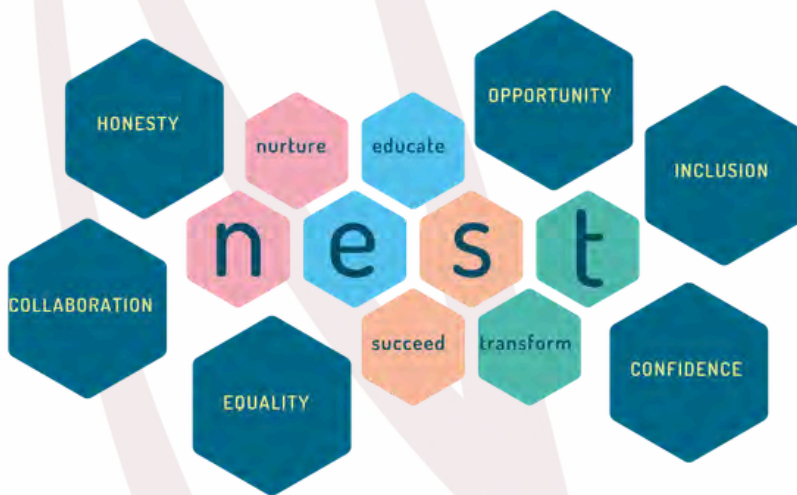 HONESTY
OPPORTUNITY
nurture
educate
INCLUSION
n e s t
COLLABORATION
succeed
transform
CONFIDENCE
EQUALITY